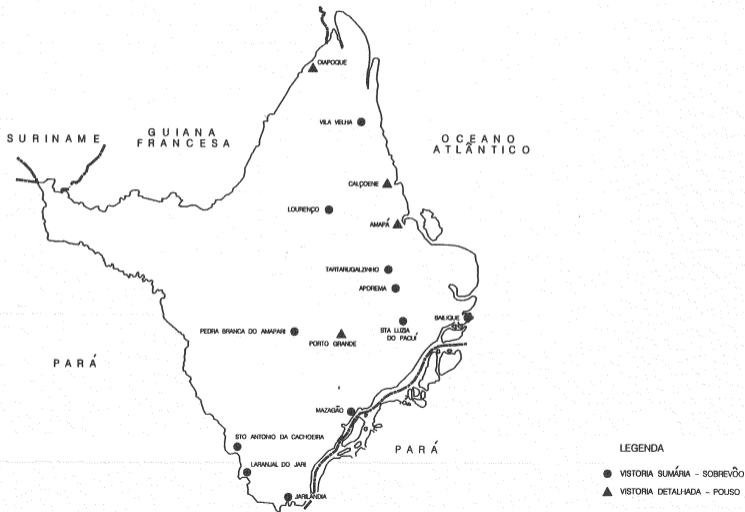 OIAPOQUE
VILA VELHA
SURINAME
GUIANA
FRANCESA
OCEANO
ATLÂNTICO
CALÇOENE
LOURENÇO
AMAPÁ
TARTARUGALZINHO
APOREMA
BAILIQUE
PEDRA BRANCA DO AMAPARI
PORTO GRANDE
STA LUZIA
DO PACUÍ
PARÁ
MAZAGÃO
STO ANTONIO DA CACHOEIRA
PARÁ
LARANJAL DO JARI
JARILANDIA
LEGENDA
VISTORIA SUMÁRIA - SOBREVÔO
VISTORIA DETALHADA - POUSO